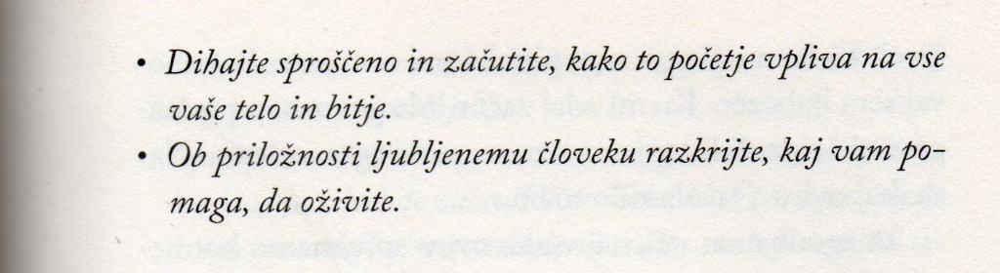 • Dihajte sproščeno in začutite, kako to početje vpliva na vse
vaše telo in bitje.
• Ob priložnosti ljubljenemu človeku razkrijte, kaj vam po-
maga, da oživite.